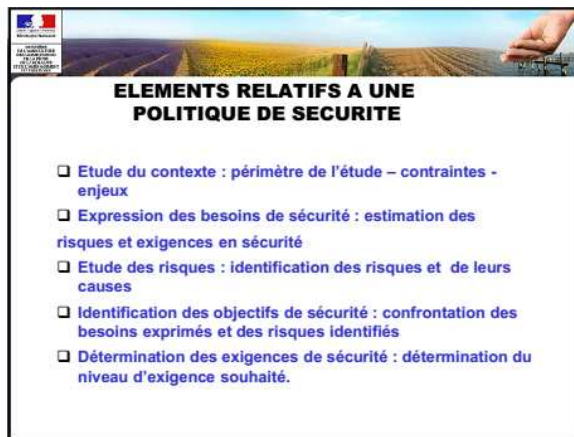 ELEMENTS RELATIFS A UNE
POLITIQUE DE SECURITE
❑ Etude du contexte : périmètre de l'étude – contraintes -
enjeux
❑ Expression des besoins de sécurité : estimation des
risques et exigences en sécurité
❑ Etude des risques : identification des risques et de leurs
causes
❑ Identification des objectifs de sécurité : confrontation des
besoins exprimés et des risques identifiés
❑ Détermination des exigences de sécurité : détermination du
niveau d'exigence souhaité.